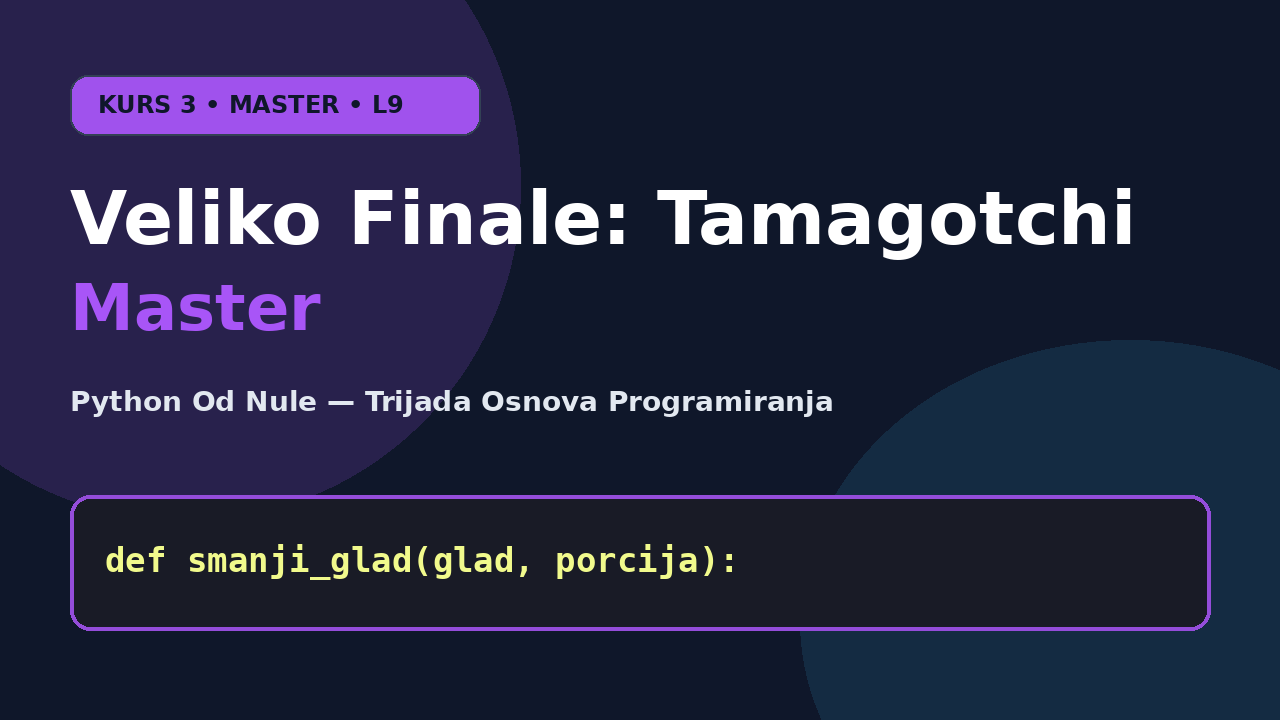 KURS 3 • MASTER • L9
Veliko Finale: Tamagotchi
Master
Python Od Nule — Trijada Osnova Programiranja
def smanji_glad(glad, porcija):